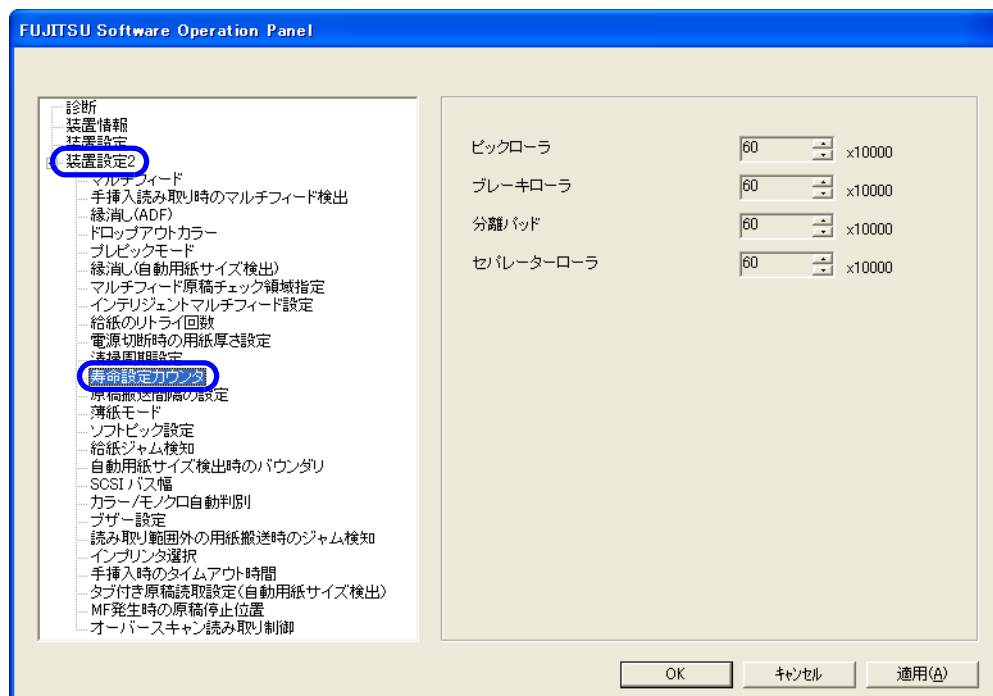 FUJITSU Software Operation Panel
診断
装置情報
装置設定
装置設定2
マルチフィード
手挿入読み取り時のマルチフィード検出
縁消し(ADF)
ドロップアウトカラー
プレピックモード
縁消し(自動用紙サイズ検出)
マルチフィード原稿チェック領域指定
インテリジェントマルチフィード設定
給紙のリトライ回数
電源切断時の用紙厚さ設定
清掃周期設定
寿命設定カウンタ
原稿搬送間隔の設定
薄紙モード
ソフトピック設定
給紙ジャム検知
自動用紙サイズ検出時のバウンダリ
SCSI バス幅
カラー/モノクロ自動判別
ブザー設定
読み取り範囲外の用紙搬送時のジャム検知
インプリンタ選択
手挿入時のタイムアウト時間
タブ付き原稿読取設定(自動用紙サイズ検出)
MF発生時の原稿停止位置
オーバースキャン読み取り制御
ピックローラ 60 x10000
ブレーキローラ 60 x10000
分離パッド 60 x10000
セパレーターローラ 60 x10000
OK キャンセル 適用(A)